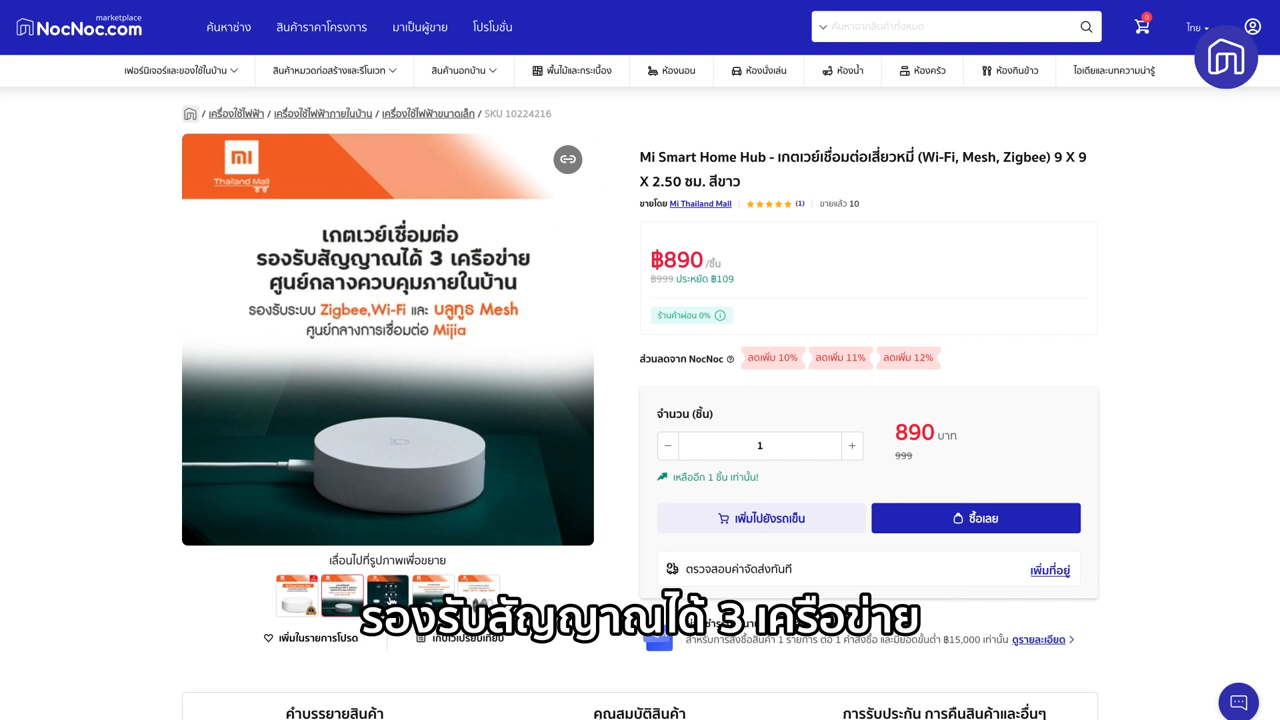 marketplace
NocNoc.com
ค้นหาช่าง
สินค้าราคาโครงการ
มาเป็นผู้ขาย
โปรโมชั่น
ค้นหาจากสินค้าทั้งหมด
0
ไทย
เฟอร์นิเจอร์และของใช้ในบ้าน
สินค้าหมวดก่อสร้างและรีโนเวท
สินค้านอกบ้าน
พื้นไม้และกระเบื้อง
ห้องนอน
ห้องนั่งเล่น
ห้องน้ำ
ห้องครัว
ห้องกินข้าว
ไอเดียและบทความน่ารู้
/ เครื่องใช้ไฟฟ้า / เครื่องใช้ไฟฟ้าภายในบ้าน / เครื่องใช้ไฟฟ้าขนาดเล็ก / SKU 10224216
mi
Thailand Mall
เกตเวย์เชื่อมต่อ
รองรับสัญญาณได้ 3 เครือข่าย
ศูนย์กลางควบคุมภายในบ้าน
รองรับระบบ Zigbee,Wi-Fi และ บลูทูธ Mesh
ศูนย์กลางการเชื่อมต่อ Mijia
เลื่อนไปที่รูปภาพเพื่อขยาย
เพิ่มในรายการโปรด
เก็บไว้เปรียบเทียบ
Mi Smart Home Hub - เกตเวย์เชื่อมต่อเสี่ยวหมี่ (Wi-Fi, Mesh, Zigbee) 9 X 9
X 2.50 ซม. สีขาว
ขายโดย Mi Thailand Mall
(1)
ขายแล้ว 10
฿890 /ชิ้น
฿999 ประหยัด ฿109
ร้านค้าผ่อน 0%
ส่วนลดจาก NocNoc
ลดเพิ่ม 10%
ลดเพิ่ม 11%
ลดเพิ่ม 12%
จำนวน (ชิ้น)
1
890 บาท
999
เหลืออีก 1 ชิ้น เท่านั้น!
เพิ่มไปยังรถเข็น
ซื้อเลย
ตรวจสอบค่าจัดส่งทันที
เพิ่มที่อยู่
รองรับสัญญาณได้ 3 เครือข่าย
สำหรับการสั่งซื้อสินค้า 1 รายการ ต่อ 1 คำสั่งซื้อ และมียอดขั้นต่ำ ฿15,000 เท่านั้น ดูรายละเอียด
คำบรรยายสินค้า
คุณสมบัติสินค้า
การรับประกัน การคืนสินค้าและอื่นๆ